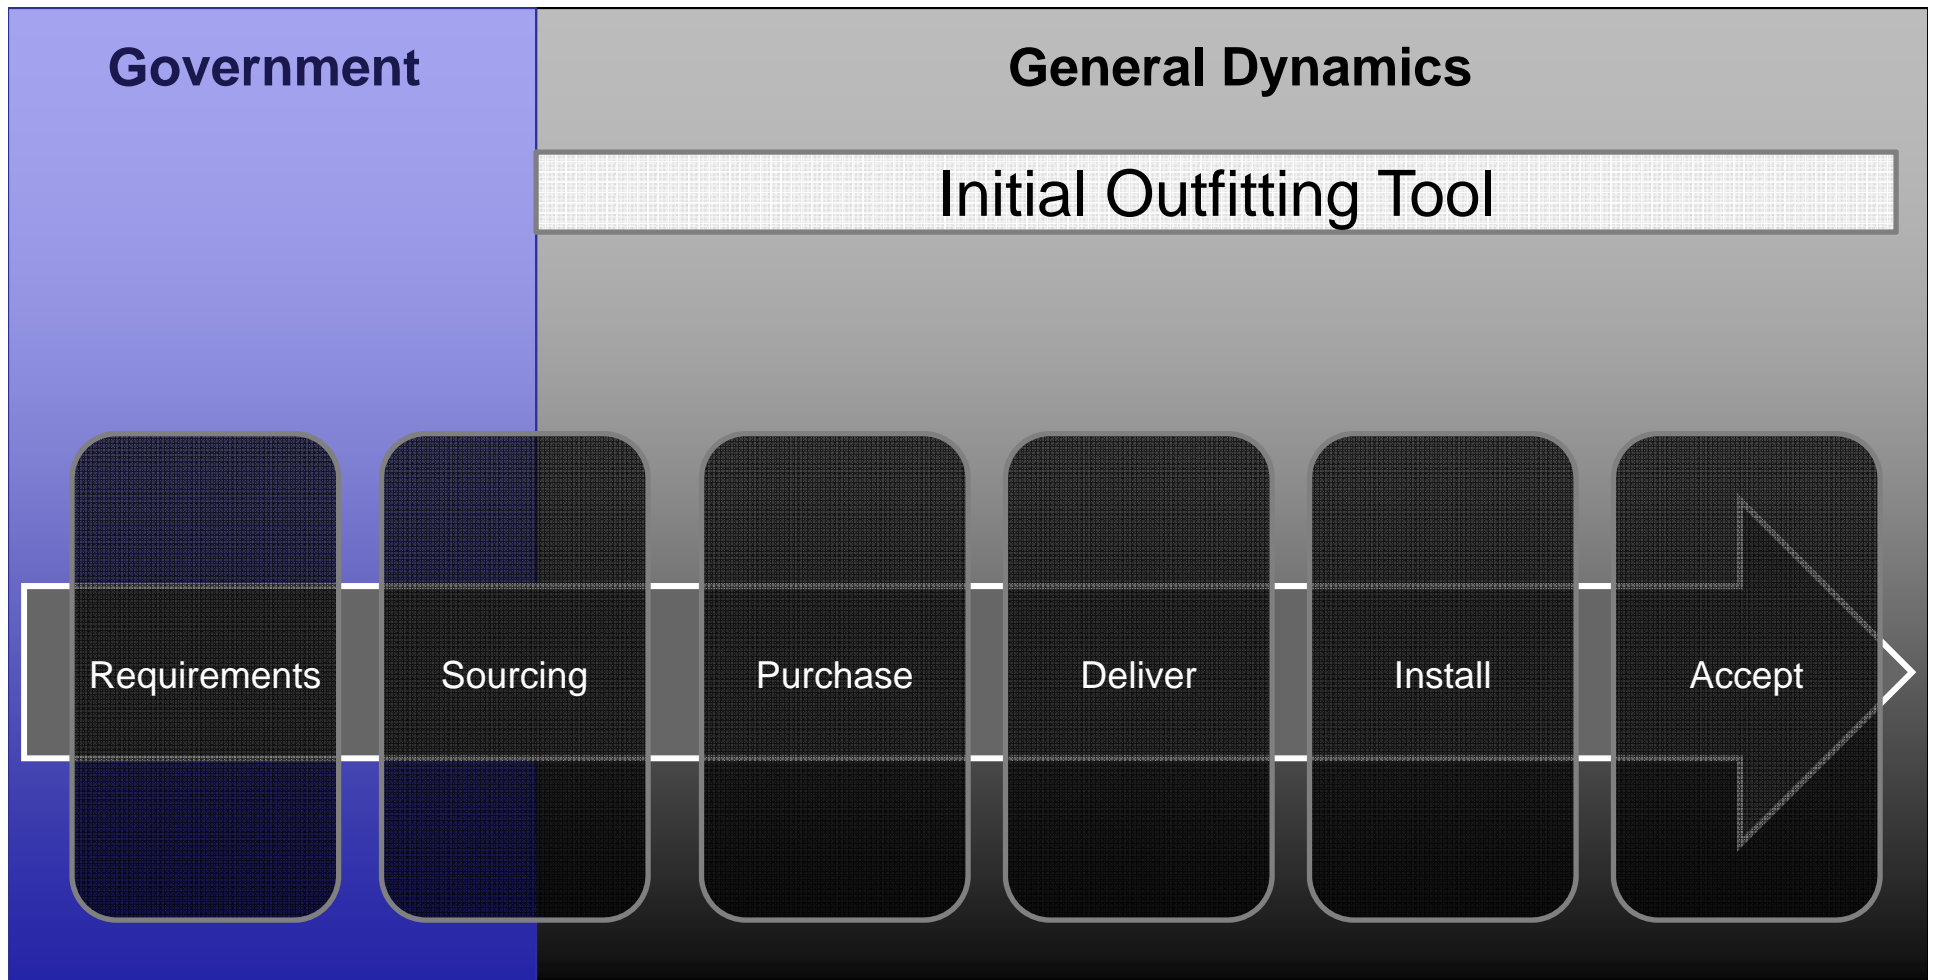 Government
General Dynamics
Initial Outfitting Tool
Requirements
Sourcing
Purchase
Deliver
Install
Accept